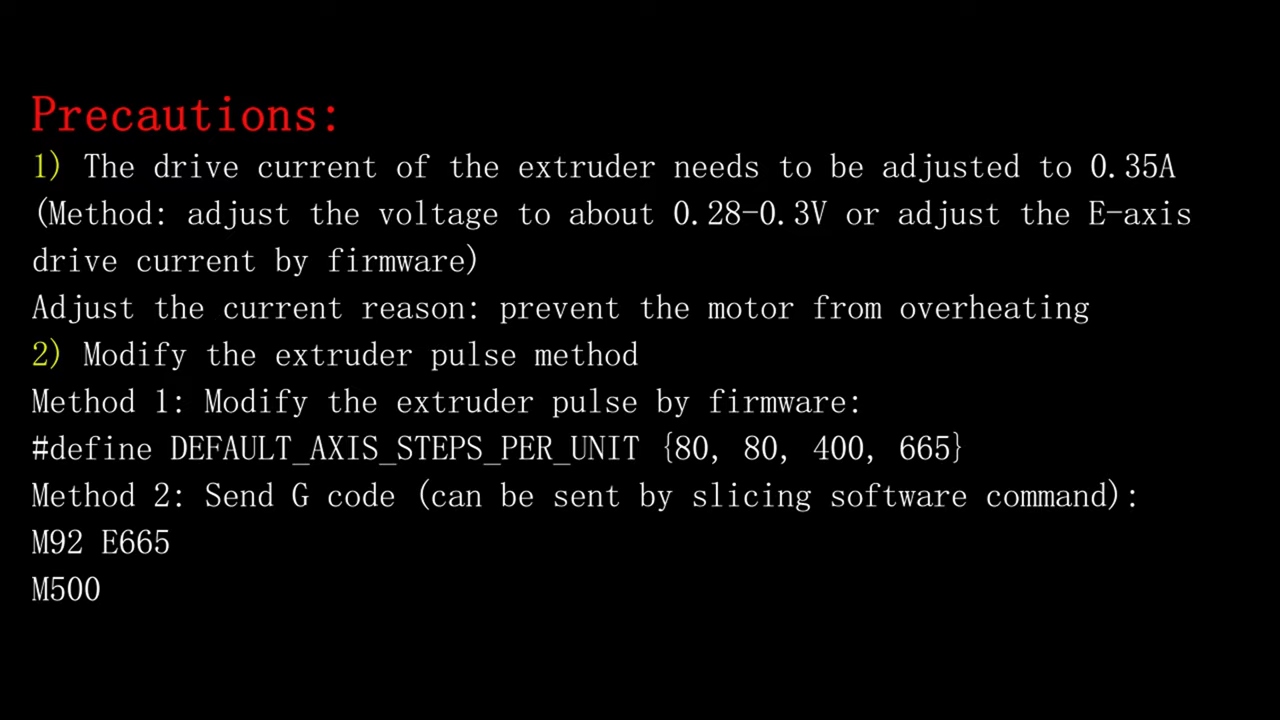 Precautions:
1) The drive current of the extruder needs to be adjusted to 0.35A
(Method: adjust the voltage to about 0.28-0.3V or adjust the E-axis
drive current by firmware)
Adjust the current reason: prevent the motor from overheating
2) Modify the extruder pulse method
Method 1: Modify the extruder pulse by firmware:
#define DEFAULT_AXIS_STEPS_PER_UNIT {80, 80, 400, 665}
Method 2: Send G code (can be sent by slicing software command):
M92 E665
M500